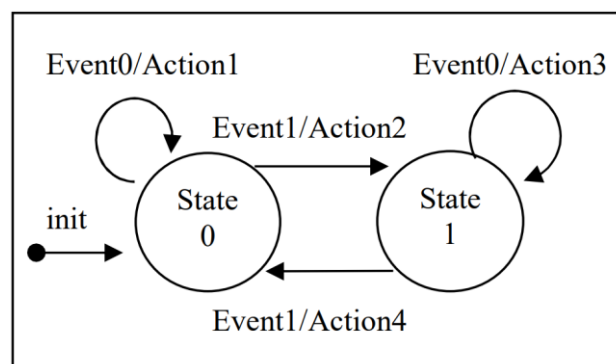 Event0/Action1
Event0/Action3
Event1/Action2
State
0
State
1
init
Event1/Action4